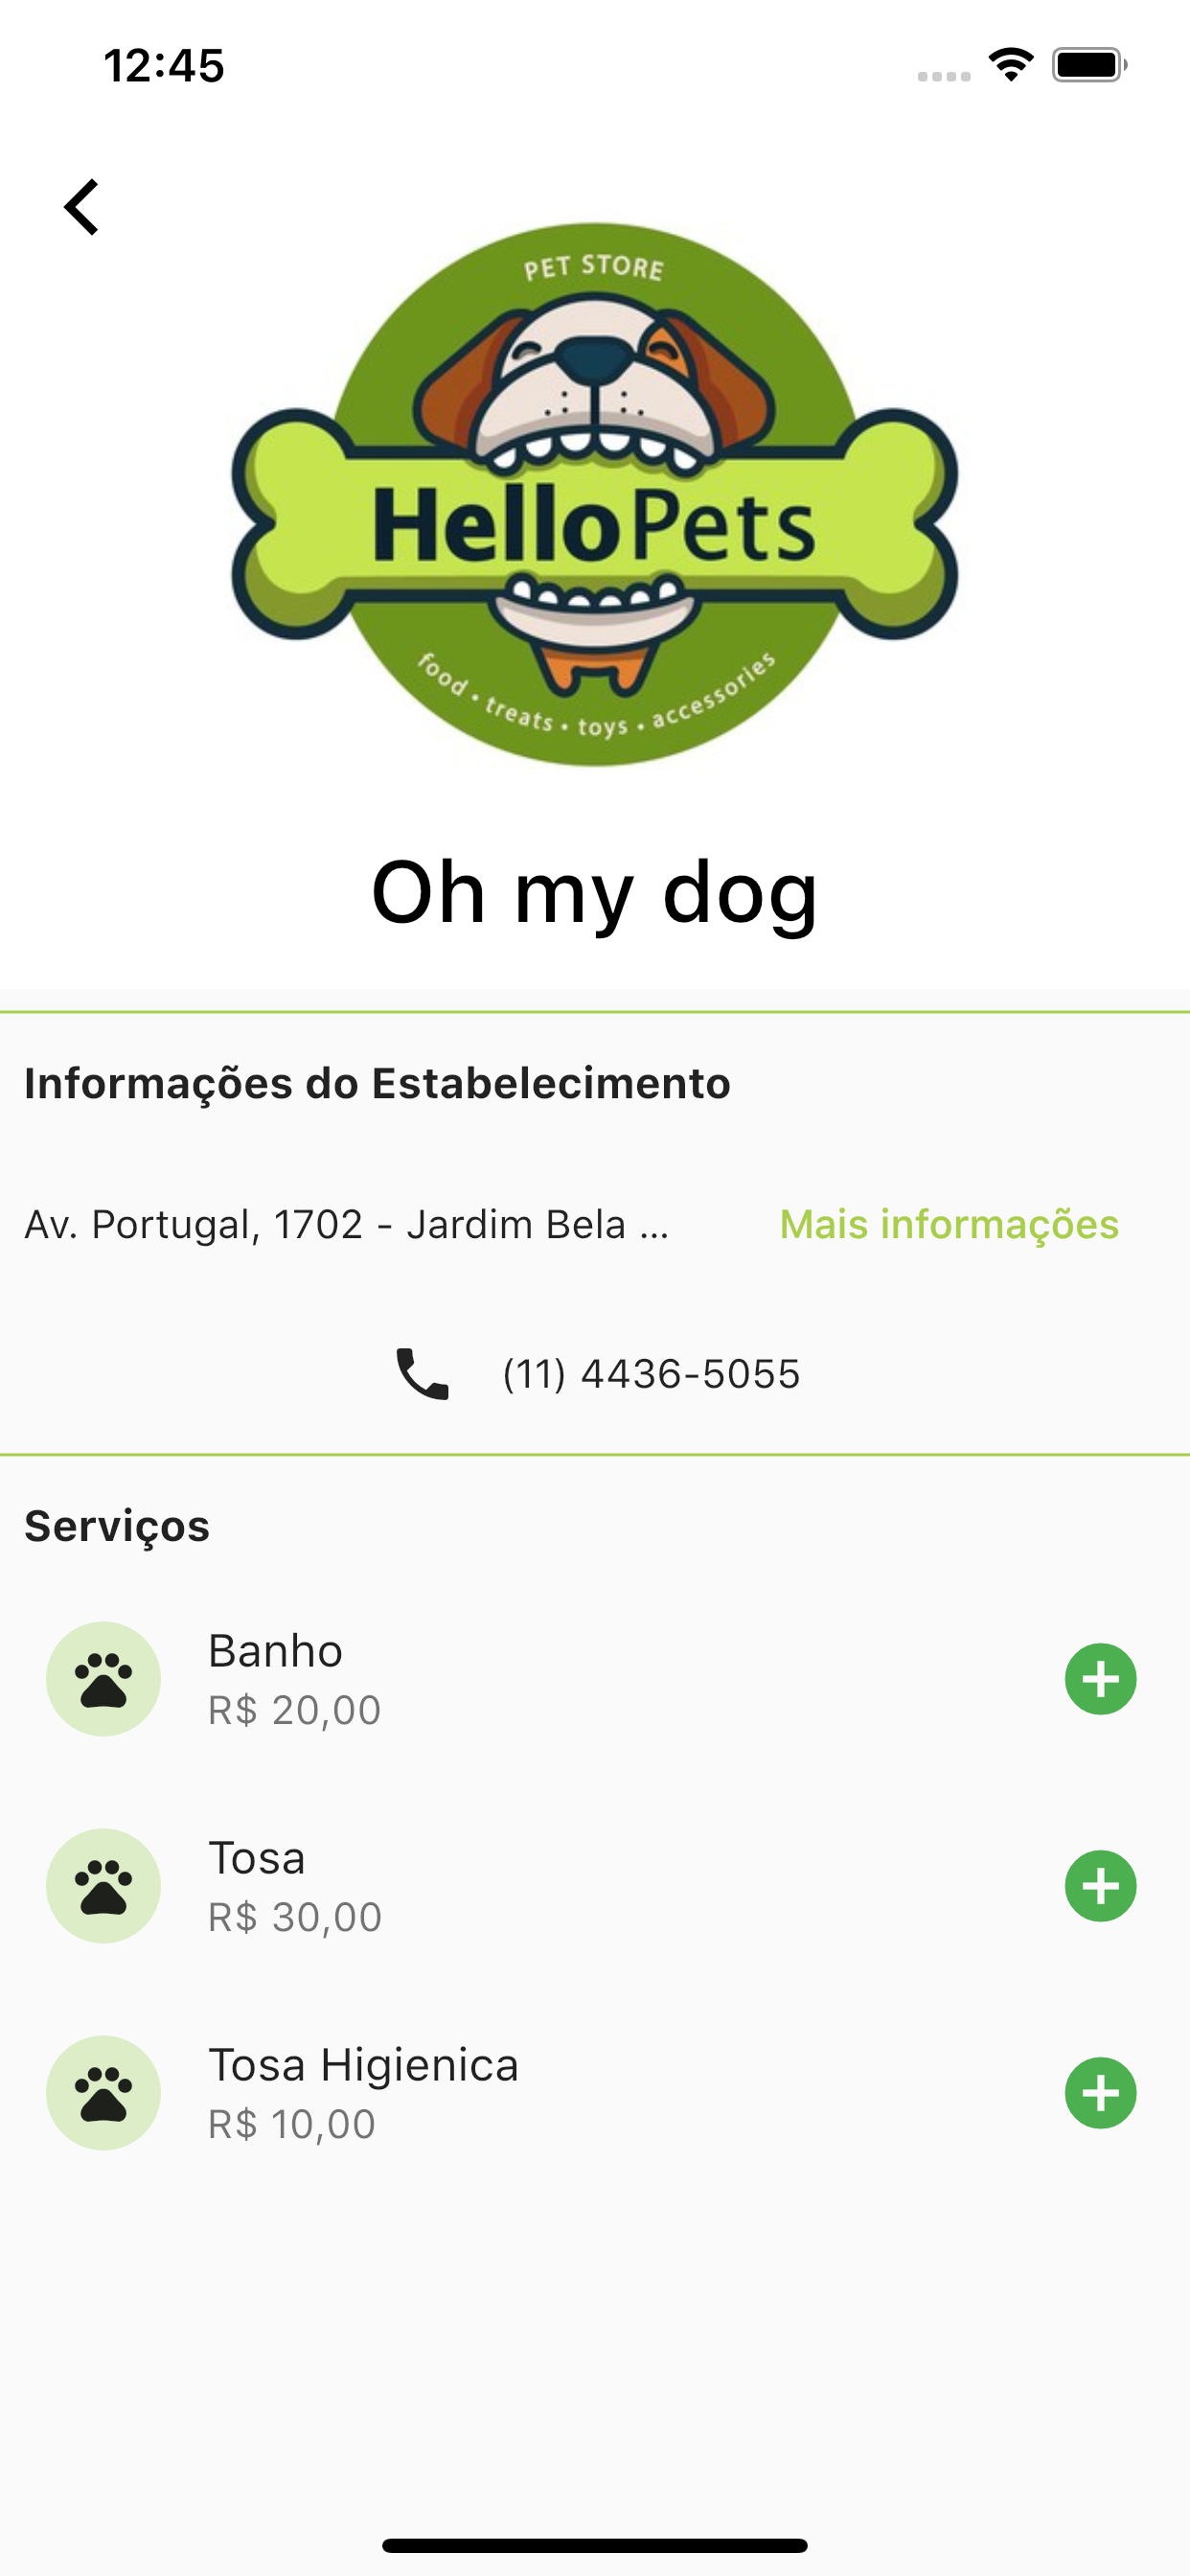 12:45
PET STORE
HelloPets
food • treats • toys • accessories
Oh my dog
Informações do Estabelecimento
Av. Portugal, 1702 - Jardim Bela ...
Mais informações
(11) 4436-5055
Serviços
Banho
R$ 20,00
Tosa
R$ 30,00
Tosa Higienica
R$ 10,00